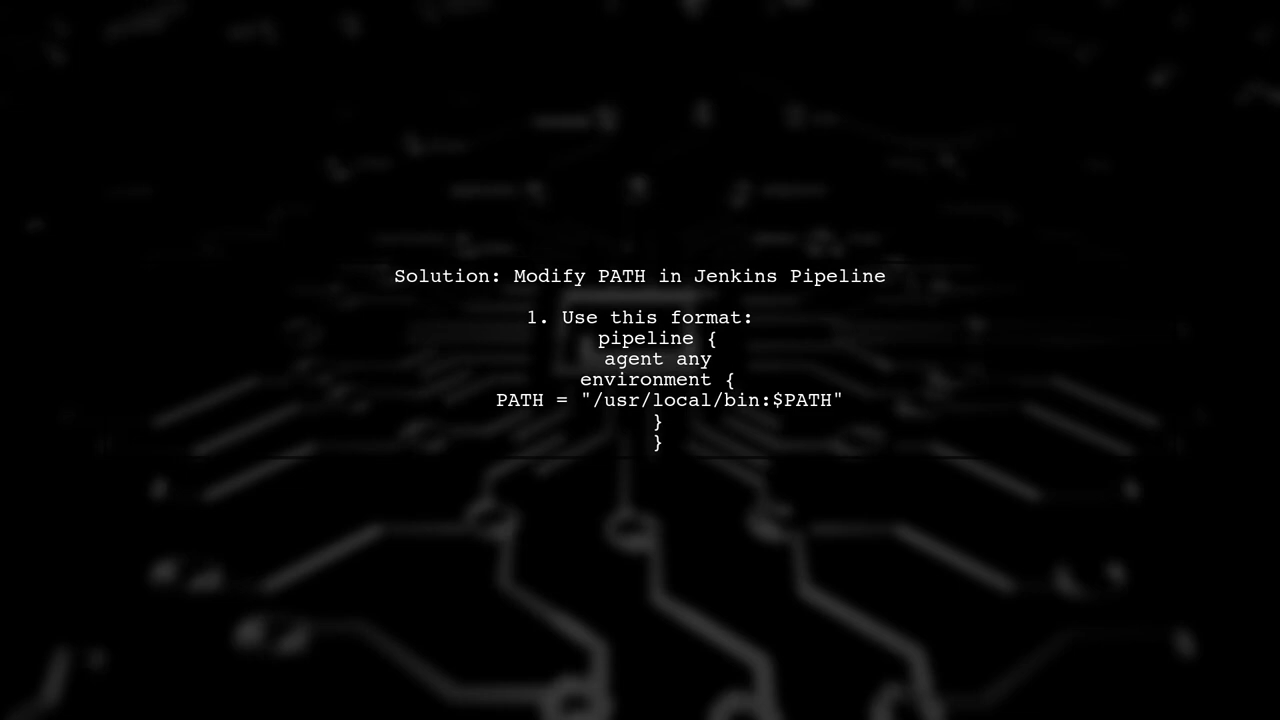 Solution: Modify PATH in Jenkins Pipeline
1. Use this format:
pipeline {
agent any
environment {
PATH = "/usr/local/bin:$PATH"
}
}